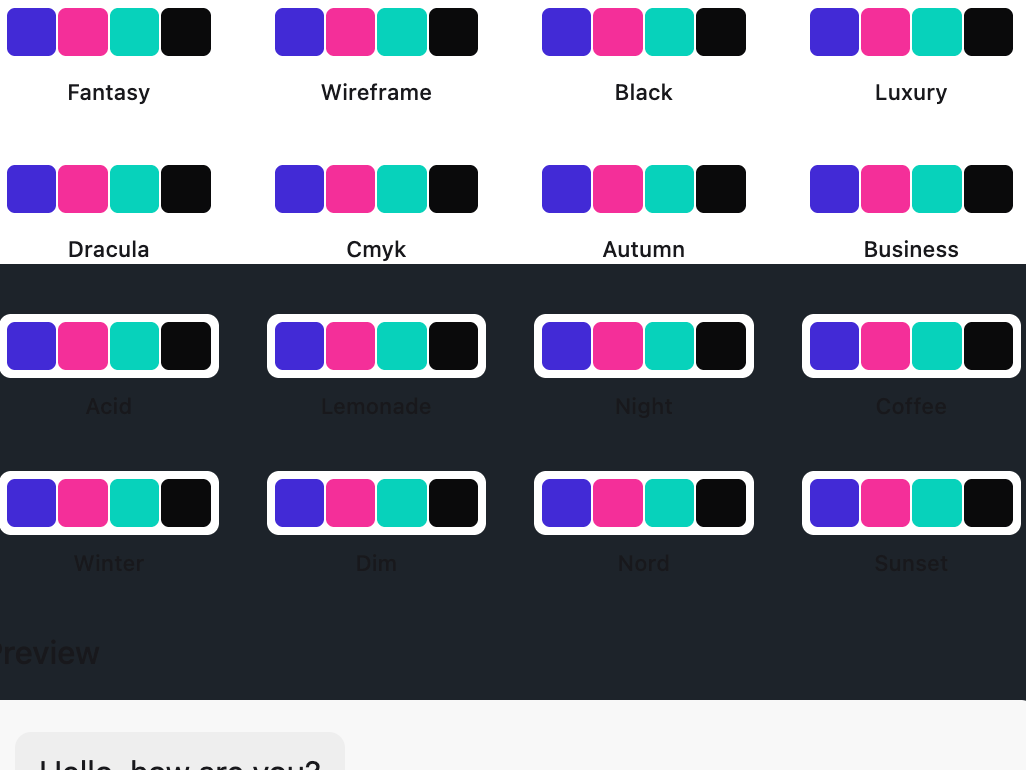 Fantasy Wireframe Black Luxury
Dracula Cmyk Autumn Business
Acid Lemonade Night Coffee
Winter Dim Nord Sunset
Preview
Hello, how are you?